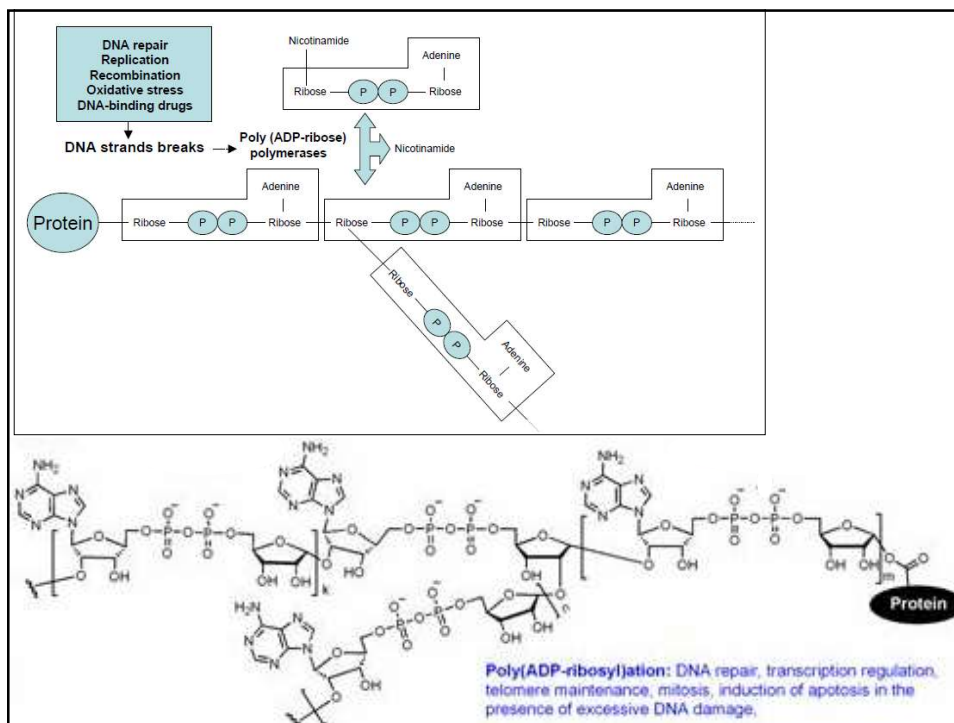 DNA repair
Replication
Recombination
Oxidative stress
DNA-binding drugs
DNA strands breaks
Poly (ADP-ribose)
polymerases
Nicotinamide
Adenine
Ribose P P Ribose
Nicotinamide
Protein
Adenine
Ribose P P Ribose
Adenine
Ribose P P Ribose
Adenine
Ribose P P Ribose
Ribose
P
P
Adenine
Ribose
NH₂
N
N
N
N
O
O
OH
O
O⁻ O⁻
P O P
O O
O
O
OH OH
k
NH₂
N
N
N
N
O
O
OH
O
O⁻ O⁻
P O P
O O
O
O
OH
O
NH₂
N
N
N
N
O
O
OH
O
O⁻ O⁻
P O P
O O
O
O
OH OH
m
O
O
Protein
H₂N
N
N
N
N
O
O
OH
O
O⁻ O⁻
P O P
O O
O
O
OH OH
n
l
Poly(ADP-ribosyl)ation: DNA repair, transcription regulation,
telomere maintenance, mitosis, induction of apotosis in the
presence of excessive DNA damage,